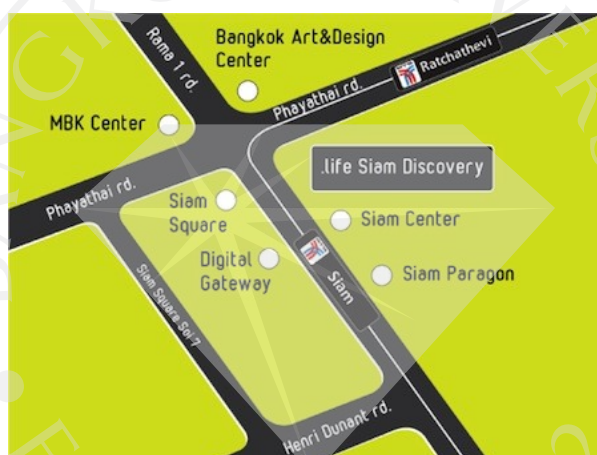 Rama 1 rd.
Bangkok Art&Design
Center
Ratchathevi
Phayathai rd.
MBK Center
.life Siam Discovery
Phayathai rd.
Siam
Square
Siam Center
Digital
Gateway
Siam
Siam Paragon
Siam Square Soi 7
Henri Dunant rd.